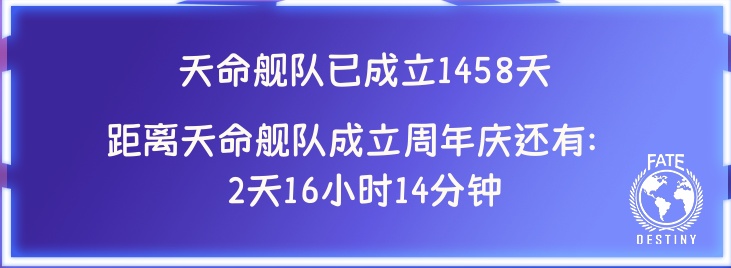 天命舰队已成立1458天
距离天命舰队成立周年庆还有:
2天16小时14分钟
FATE
DESTINY